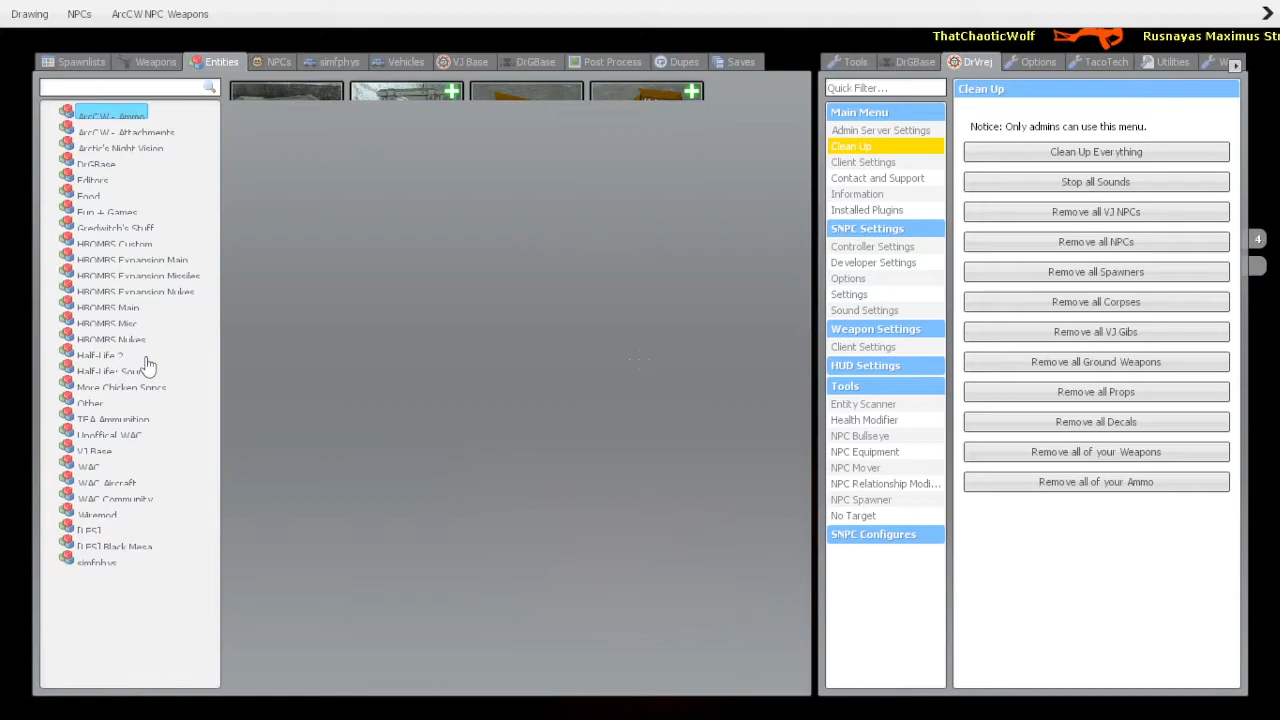 Drawing NPCs ArcCW NPC Weapons
ThatChaoticWolf Rusnayas Maximus Str
Spawnlists Weapons Entities NPCs simfphys Vehicles VJ Base DrGBase Post Process Dupes Saves
Tools DrGBase DrVrej Options TacoTech Utilities W
ArcCW - Ammo
ArcCW - Attachments
Arctic's Night Vision
DrGBase
Editors
Food
Fun + Games
Gredwitch's Stuff
HBOMBS Custom
HBOMBS Expansion Main
HBOMBS Expansion Missiles
HBOMBS Expansion Nukes
HBOMBS Main
HBOMBS Misc
HBOMBS Nukes
Half-Life 2
Half-Life: Sou
More Chicken Snpcs
Other
TFA Ammunition
Unoffical WAC
VJ Base
WAC
WAC Aircraft
WAC Community
Wiremod
[LFS]
[LFS] Black Mesa
simfphys
Quick Filter...
Main Menu
Admin Server Settings
Clean Up
Client Settings
Contact and Support
Information
Installed Plugins
SNPC Settings
Controller Settings
Developer Settings
Options
Settings
Sound Settings
Weapon Settings
Client Settings
HUD Settings
Tools
Entity Scanner
Health Modifier
NPC Bullseye
NPC Equipment
NPC Mover
NPC Relationship Modi...
NPC Spawner
No Target
SNPC Configures
Clean Up
Notice: Only admins can use this menu.
Clean Up Everything
Stop all Sounds
Remove all VJ NPCs
Remove all NPCs
Remove all Spawners
Remove all Corpses
Remove all VJ Gibs
Remove all Ground Weapons
Remove all Props
Remove all Decals
Remove all of your Weapons
Remove all of your Ammo
4